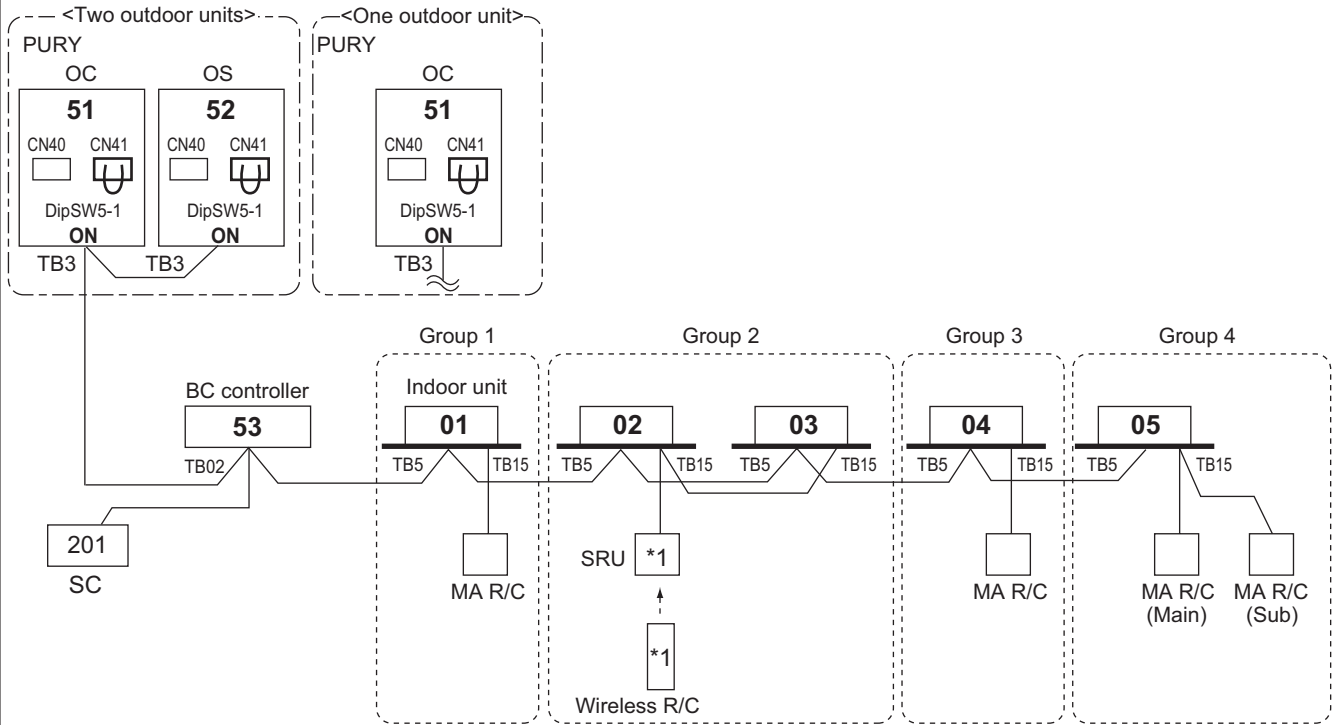 <Two outdoor units>
<One outdoor unit>
PURY
PURY
OC
OS
OC
51
52
51
CN40
CN41
CN40
CN41
CN40
CN41
DipSW5-1
DipSW5-1
DipSW5-1
ON
ON
ON
TB3
TB3
TB3
Group 1
Group 2
Group 3
Group 4
BC controller
Indoor unit
53
01
02
03
04
05
TB02
TB5
TB15
TB5
TB15
TB5
TB15
TB5
TB15
TB5
TB15
201
SC
SRU
*1
MA R/C
MA R/C
MA R/C
(Main)
MA R/C
(Sub)
*1
Wireless R/C